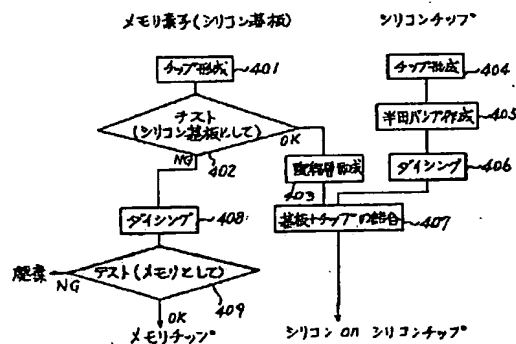 メモリ素子(シリコン基板)
シリコンチップ
チップ形成
401
チップ形成
404
テスト
(シリコン基板として)
OK
NG
402
半田バンプ作成
405
配線層形成
403
ダイシング
406
ダイシング
408
基板+チップの結合
407
廃棄
NG
テスト(メモリとして)
409
OK
メモリチップ
シリコン on シリコンチップ